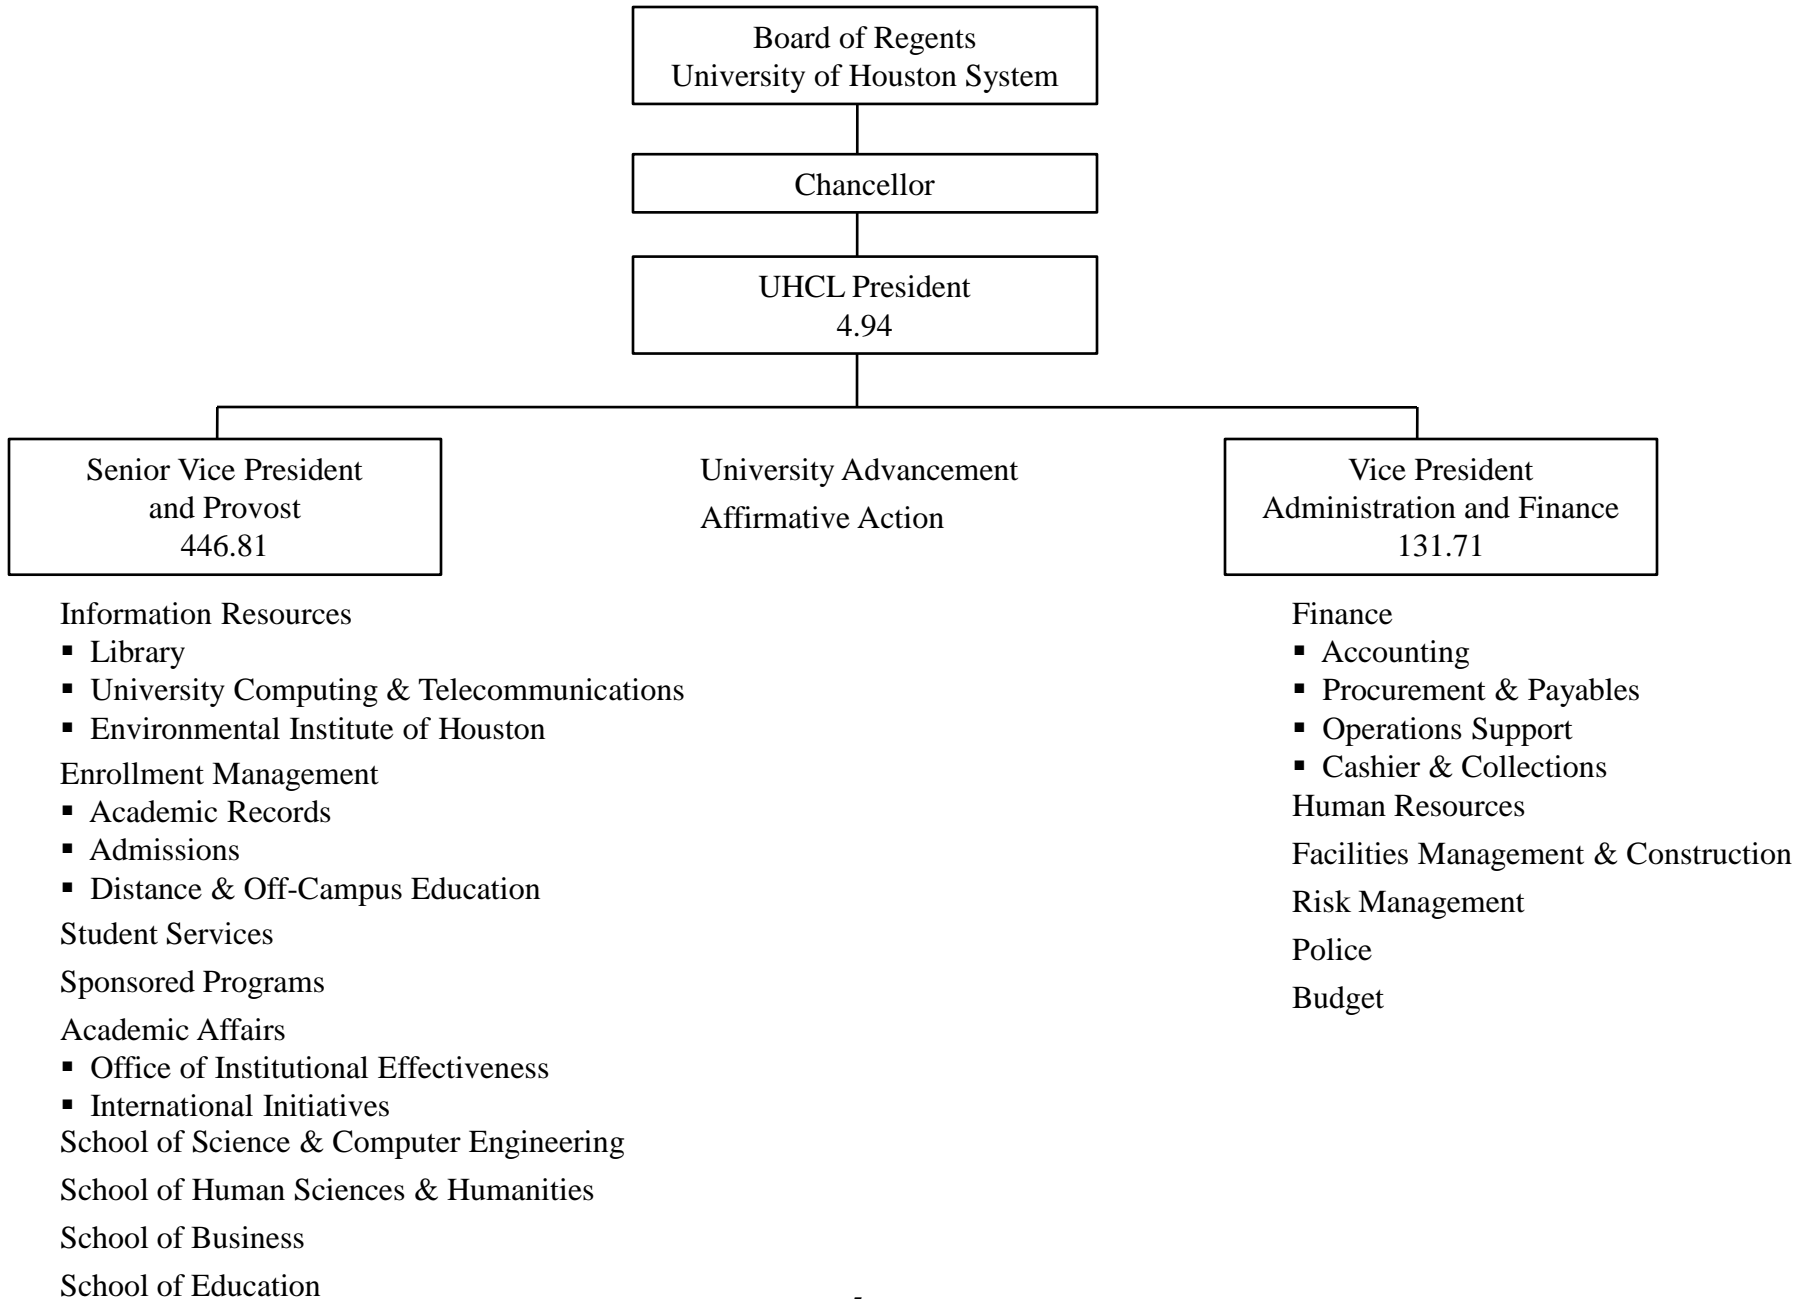 Board of Regents
University of Houston System
Chancellor
UHCL President
4.94
Senior Vice President
and Provost
446.81
University Advancement
Affirmative Action
Vice President
Administration and Finance
131.71
Information Resources
▪ Library
▪ University Computing & Telecommunications
▪ Environmental Institute of Houston
Enrollment Management
▪ Academic Records
▪ Admissions
▪ Distance & Off-Campus Education
Student Services
Sponsored Programs
Academic Affairs
▪ Office of Institutional Effectiveness
▪ International Initiatives
School of Science & Computer Engineering
School of Human Sciences & Humanities
School of Business
School of Education
Finance
▪ Accounting
▪ Procurement & Payables
▪ Operations Support
▪ Cashier & Collections
Human Resources
Facilities Management & Construction
Risk Management
Police
Budget